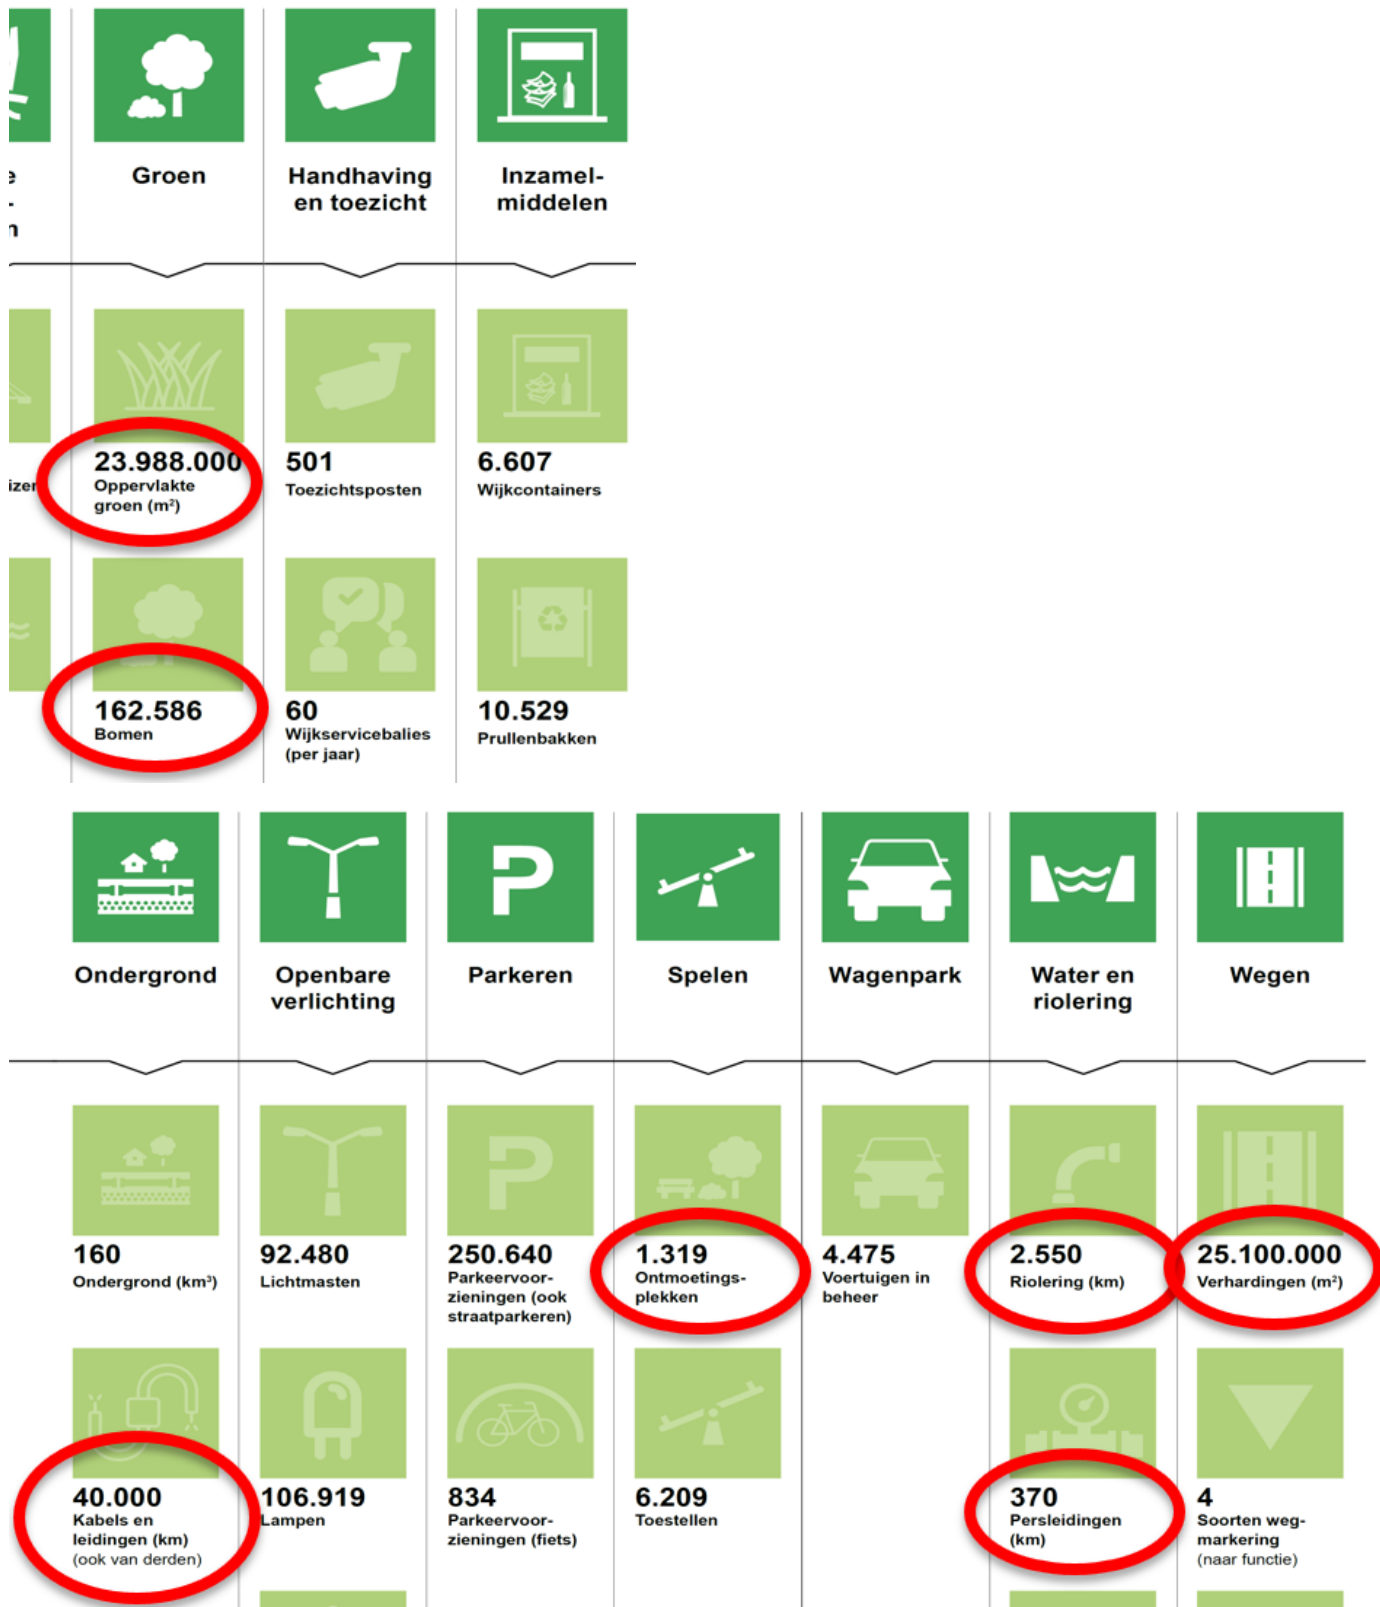 e
-
n
Groen
Handhaving
en toezicht
Inzamel-
middelen
izen
23.988.000
Oppervlakte
groen (m²)
501
Toezichtsposten
6.607
Wijkcontainers
162.586
Bomen
60
Wijkservicebalies
(per jaar)
10.529
Prullenbakken
Ondergrond
Openbare
verlichting
Parkeren
Spelen
Wagenpark
Water en
riolering
Wegen
160
Ondergrond (km³)
92.480
Lichtmasten
250.640
Parkeervoor-
zieningen (ook
straatparkeren)
1.319
Ontmoetings-
plekken
4.475
Voertuigen in
beheer
2.550
Riolering (km)
25.100.000
Verhardingen (m²)
40.000
Kabels en
leidingen (km)
(ook van derden)
106.919
Lampen
834
Parkeervoor-
zieningen (fiets)
6.209
Toestellen
370
Persleidingen
(km)
4
Soorten weg-
markering
(naar functie)